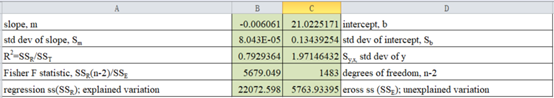 A B C D
slope, m -0.006061 21.0225171 intercept, b
std dev of slope, Sm 8.043E-05 0.13439254 std dev of intercept, Sb
R²=SSR/SST 0.7929364 1.97146432 Sy,x, std dev of y
Fisher F statistic, SSR(n-2)/SSE 5679.049 1483 degrees of freedom, n-2
regression ss(SSR); explained variation 22072.598 5763.93395 eross ss (SSE); unexplained variation